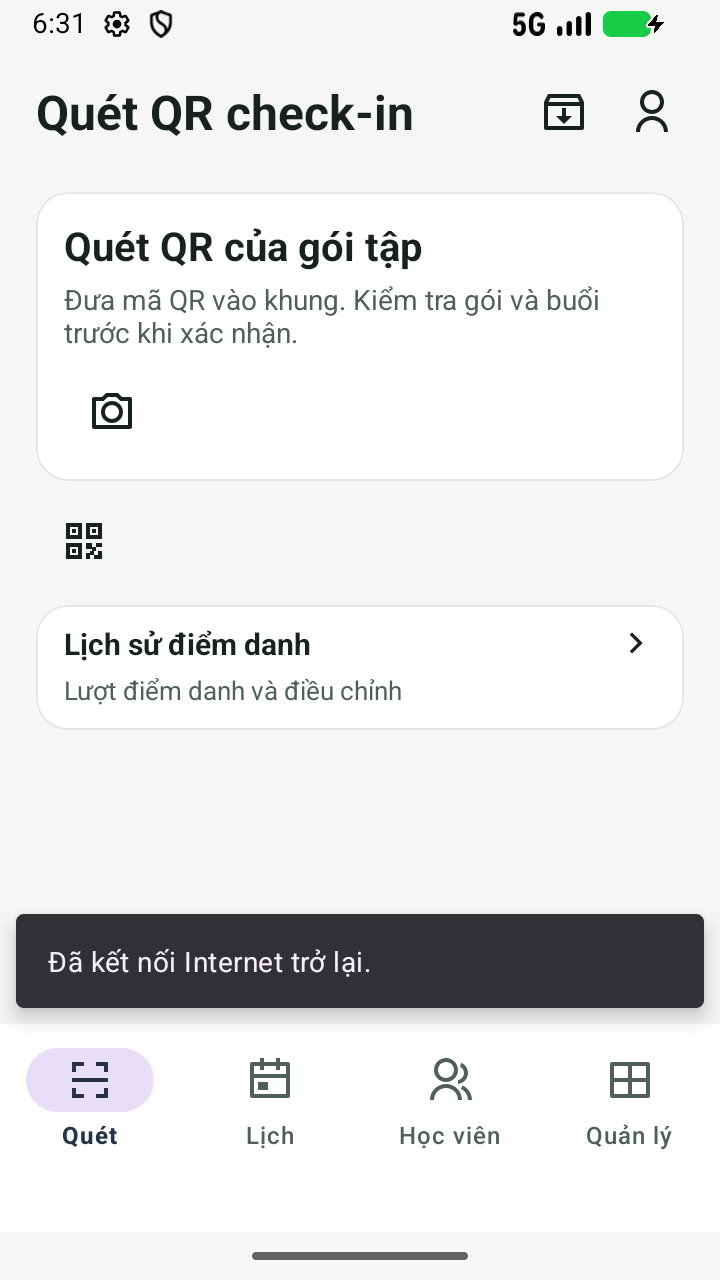 6:31
5G
Quét QR check-in
Quét QR của gói tập
Đưa mã QR vào khung. Kiểm tra gói và buổi
trước khi xác nhận.
Lịch sử điểm danh
Lượt điểm danh và điều chỉnh
Đã kết nối Internet trở lại.
Quét
Lịch
Học viên
Quản lý